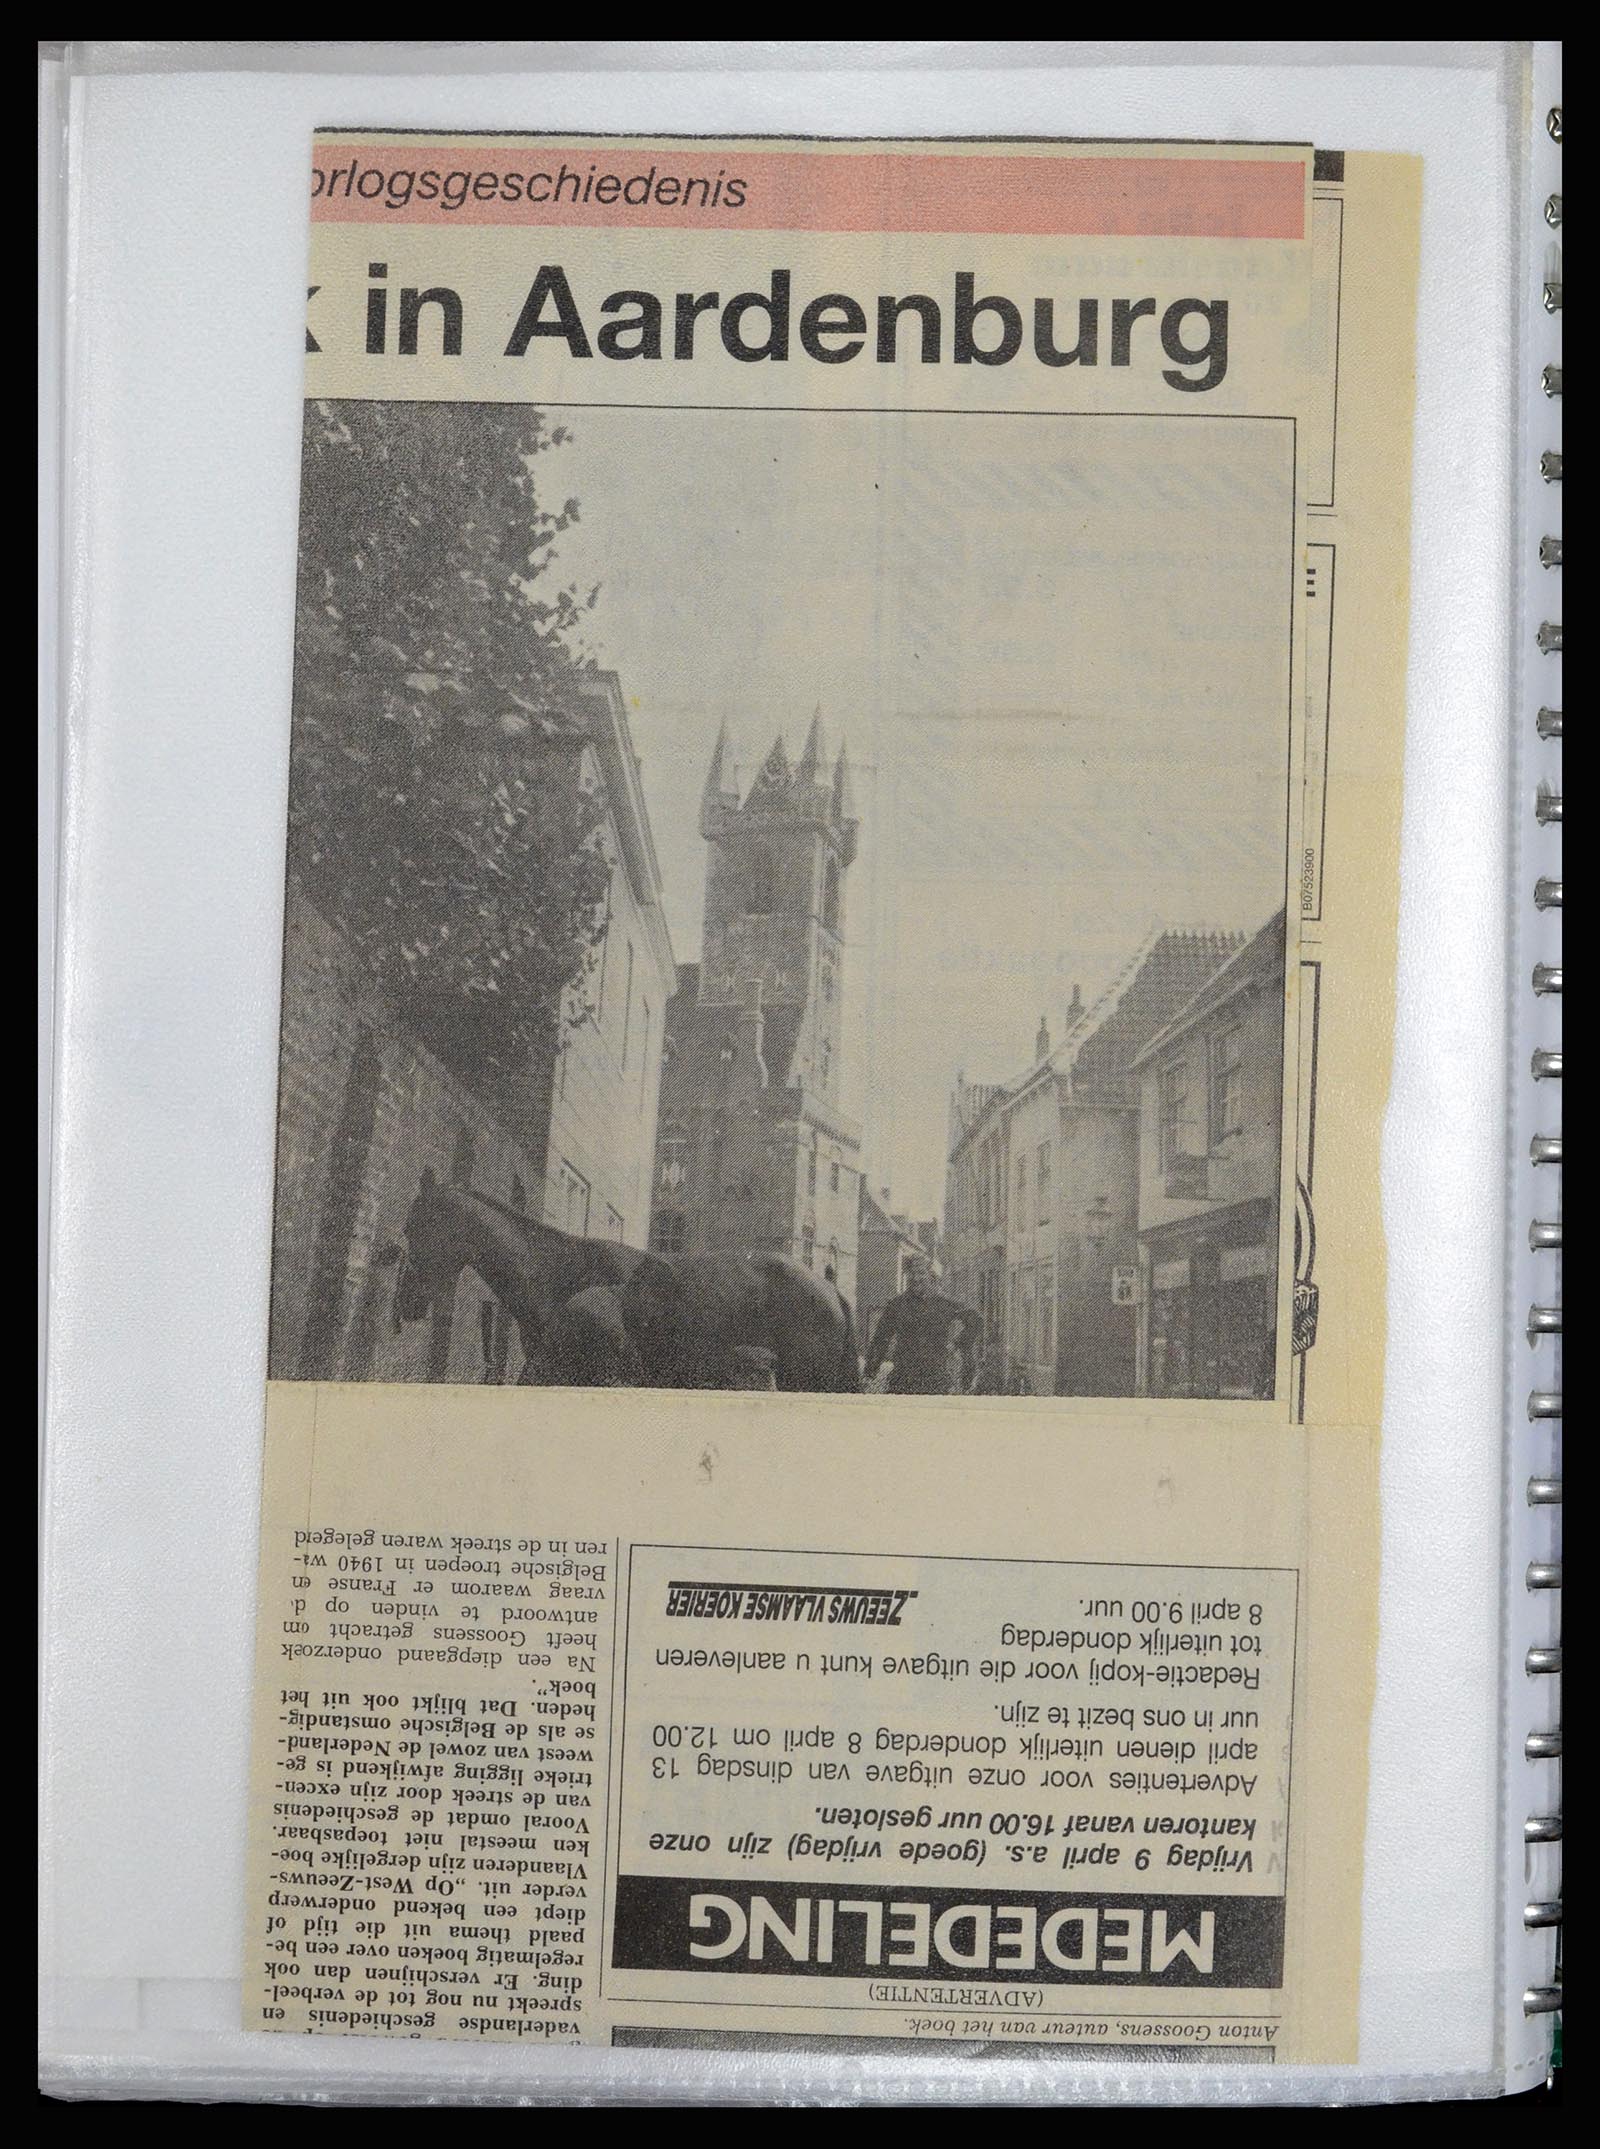 orlogsgeschiedenis
in Aardenburg
B07523900
Anton Goossens, auteur van het boek.
(ADVERTENTIE)
MEDEDELING
Vrijdag 9 april a.s. (goede vrijdag) zijn onze
kantoren vanaf 16.00 uur gesloten.
Advertenties voor onze uitgave van dinsdag 13
april dienen uiterlijk donderdag 8 april om 12.00
uur in ons bezit te zijn.
Redactie-kopij voor die uitgave kunt u aanleveren
tot uiterlijk donderdag
8 april 9.00 uur.
ZEEUWS VLAAMSE KOERIER
vaderlandse geschiedenis en
spreekt nu nog tot de verbeel-
ding. Er verschijnen dan ook
regelmatig boeken over een be-
paald thema uit die tijd of
diept een bekend onderwerp
verder uit. „Op West-Zeeuws-
Vlaanderen zijn dergelijke boe-
ken meestal niet toepasbaar.
Vooral omdat de geschiedenis
van de streek door zijn excen-
trieke ligging afwijkend is ge-
weest van zowel de Nederland-
se als de Belgische omstandig-
heden. Dat blijkt ook uit het
boek”.
Na een diepgaand onderzoek
heeft Goossens getracht om
antwoord te vinden op d
vraag waarom er Franse en
Belgische troepen in 1940 wa-
ren in de streek waren gelegerd